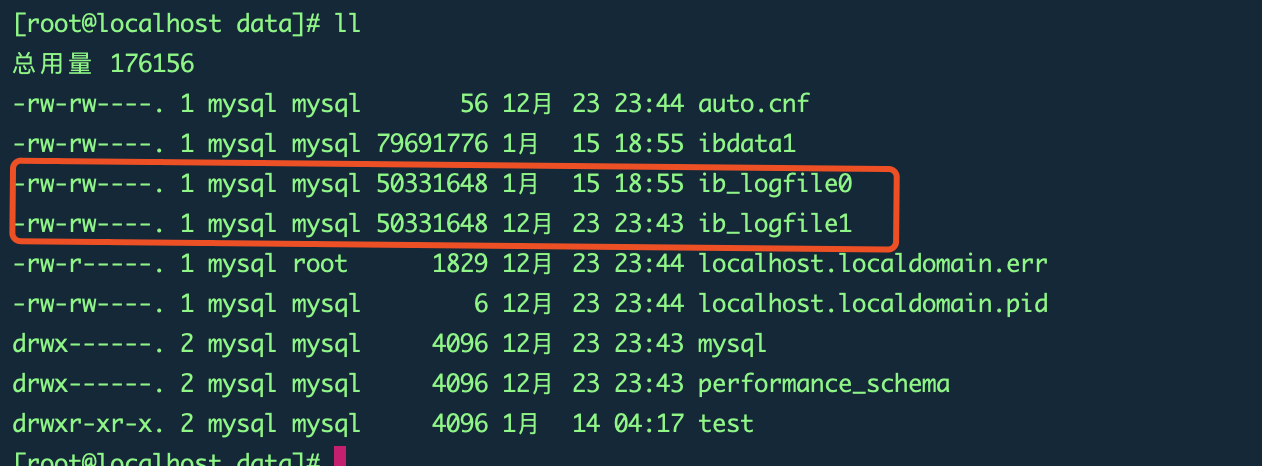 [root@localhost data]# ll
总用量 176156
-rw-rw----. 1 mysql mysql       56 12月  23 23:44 auto.cnf
-rw-rw----. 1 mysql mysql 79691776 1月   15 18:55 ibdata1
-rw-rw----. 1 mysql mysql 50331648 1月   15 18:55 ib_logfile0
-rw-rw----. 1 mysql mysql 50331648 12月  23 23:43 ib_logfile1
-rw-r-----. 1 mysql root      1829 12月  23 23:44 localhost.localdomain.err
-rw-rw----. 1 mysql mysql        6 12月  23 23:44 localhost.localdomain.pid
drwx------. 2 mysql mysql     4096 12月  23 23:43 mysql
drwx------. 2 mysql mysql     4096 12月  23 23:43 performance_schema
drwxr-xr-x. 2 mysql mysql     4096 1月   14 04:17 test
[root@localhost data]#